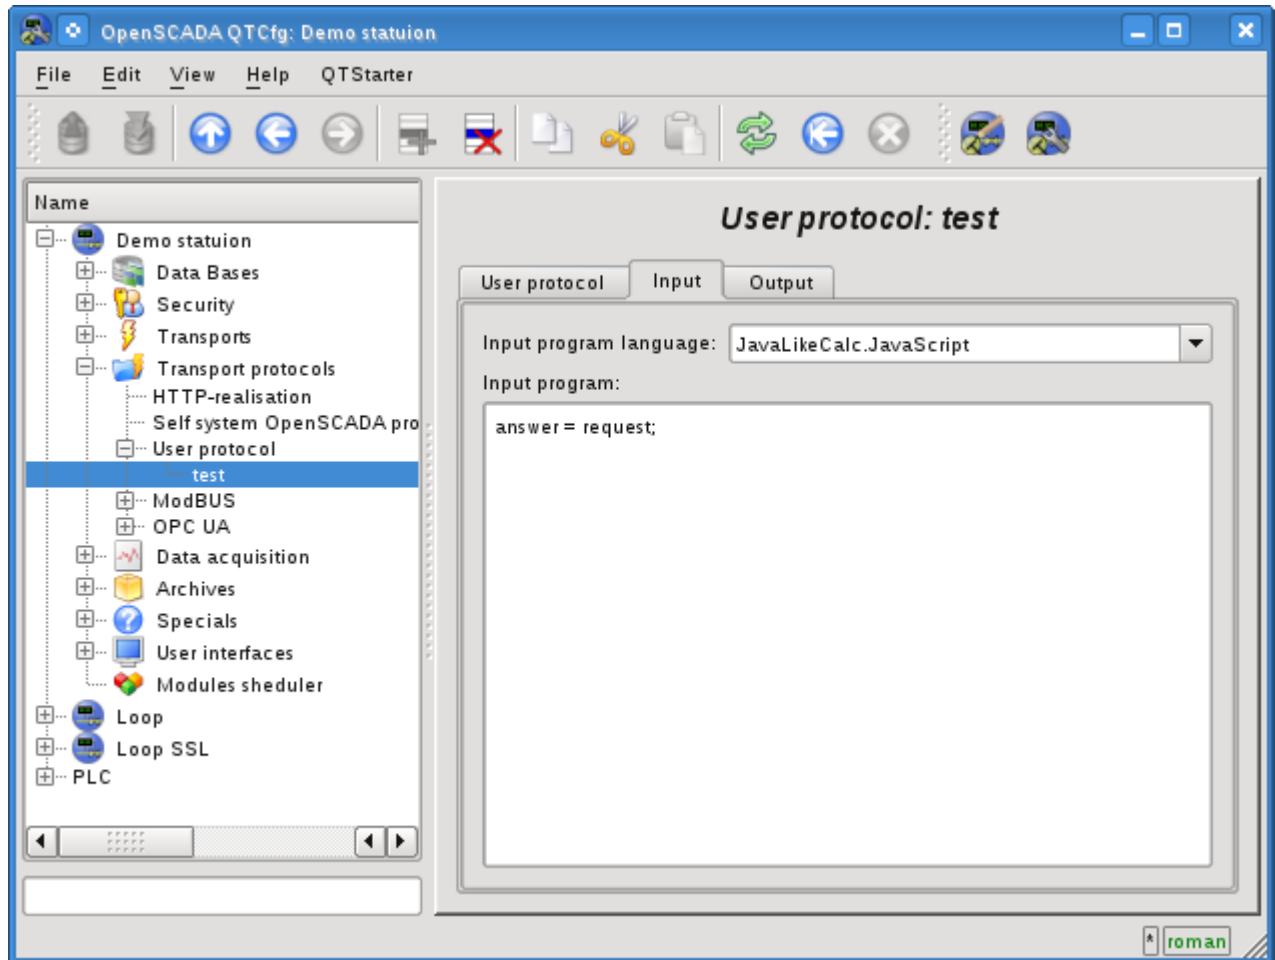 OpenSCADA QTCfg: Demo statuion
File Edit View Help QTStarter
Name
Demo statuion
Data Bases
Security
Transports
Transport protocols
HTTP-realisation
Self system OpenSCADA pro
User protocol
test
ModBUS
OPC UA
Data acquisition
Archives
Specials
User interfaces
Modules sheduler
Loop
Loop SSL
PLC
User protocol: test
User protocol Input Output
Input program language: JavaLikeCalc.JavaScript
Input program:
answer = request;
* roman